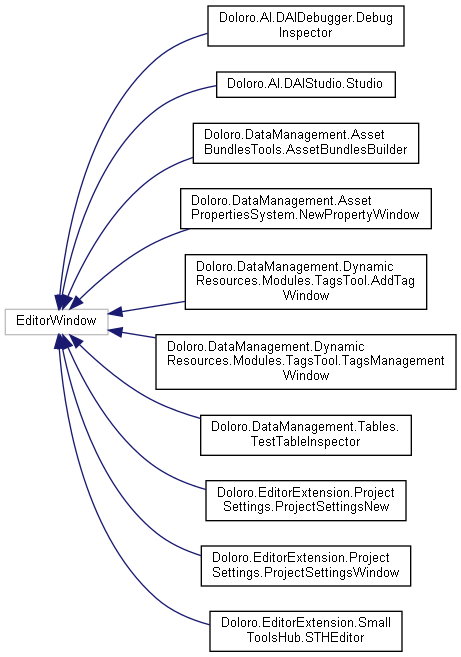 Doloro.AI.DAIDebugger.Debug
Inspector
Doloro.AI.DAIStudio.Studio
Doloro.DataManagement.Asset
BundlesTools.AssetBundlesBuilder
Doloro.DataManagement.Asset
PropertiesSystem.NewPropertyWindow
Doloro.DataManagement.Dynamic
Resources.Modules.TagsTool.AddTag
Window
EditorWindow
Doloro.DataManagement.Dynamic
Resources.Modules.TagsTool.TagsManagement
Window
Doloro.DataManagement.Tables.
TestTableInspector
Doloro.EditorExtension.Project
Settings.ProjectSettingsNew
Doloro.EditorExtension.Project
Settings.ProjectSettingsWindow
Doloro.EditorExtension.Small
ToolsHub.STHEditor